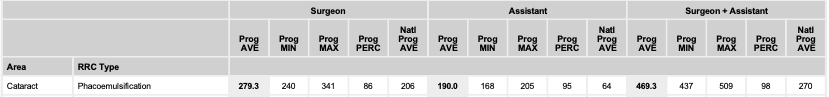 Surgeon Assistant Surgeon + Assistant
Prog AVE Prog MIN Prog MAX Prog PERC Natl Prog AVE Prog AVE Prog MIN Prog MAX Prog PERC Natl Prog AVE Prog AVE Prog MIN Prog MAX Prog PERC Natl Prog AVE
Area RRC Type
Cataract Phacoemulsification 279.3 240 341 86 206 190.0 168 205 95 64 469.3 437 509 98 270